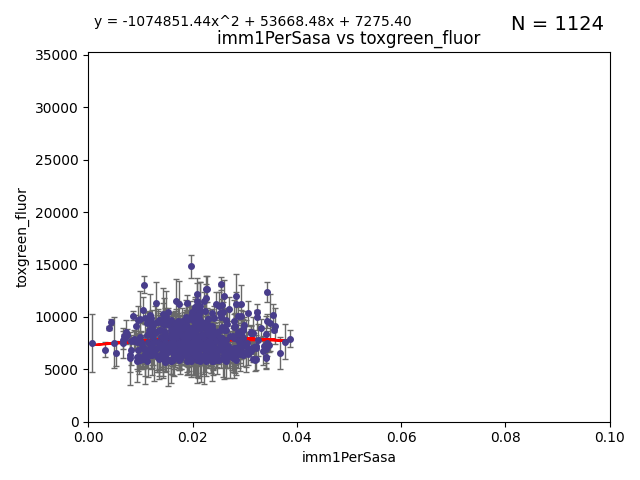 y = -1074851.44x^2 + 53668.48x + 7275.40
N = 1124
imm1PerSasa vs toxgreen_fluor
35000
30000
25000
20000
15000
10000
5000
0
toxgreen_fluor
0.00 0.02 0.04 0.06 0.08 0.10
imm1PerSasa